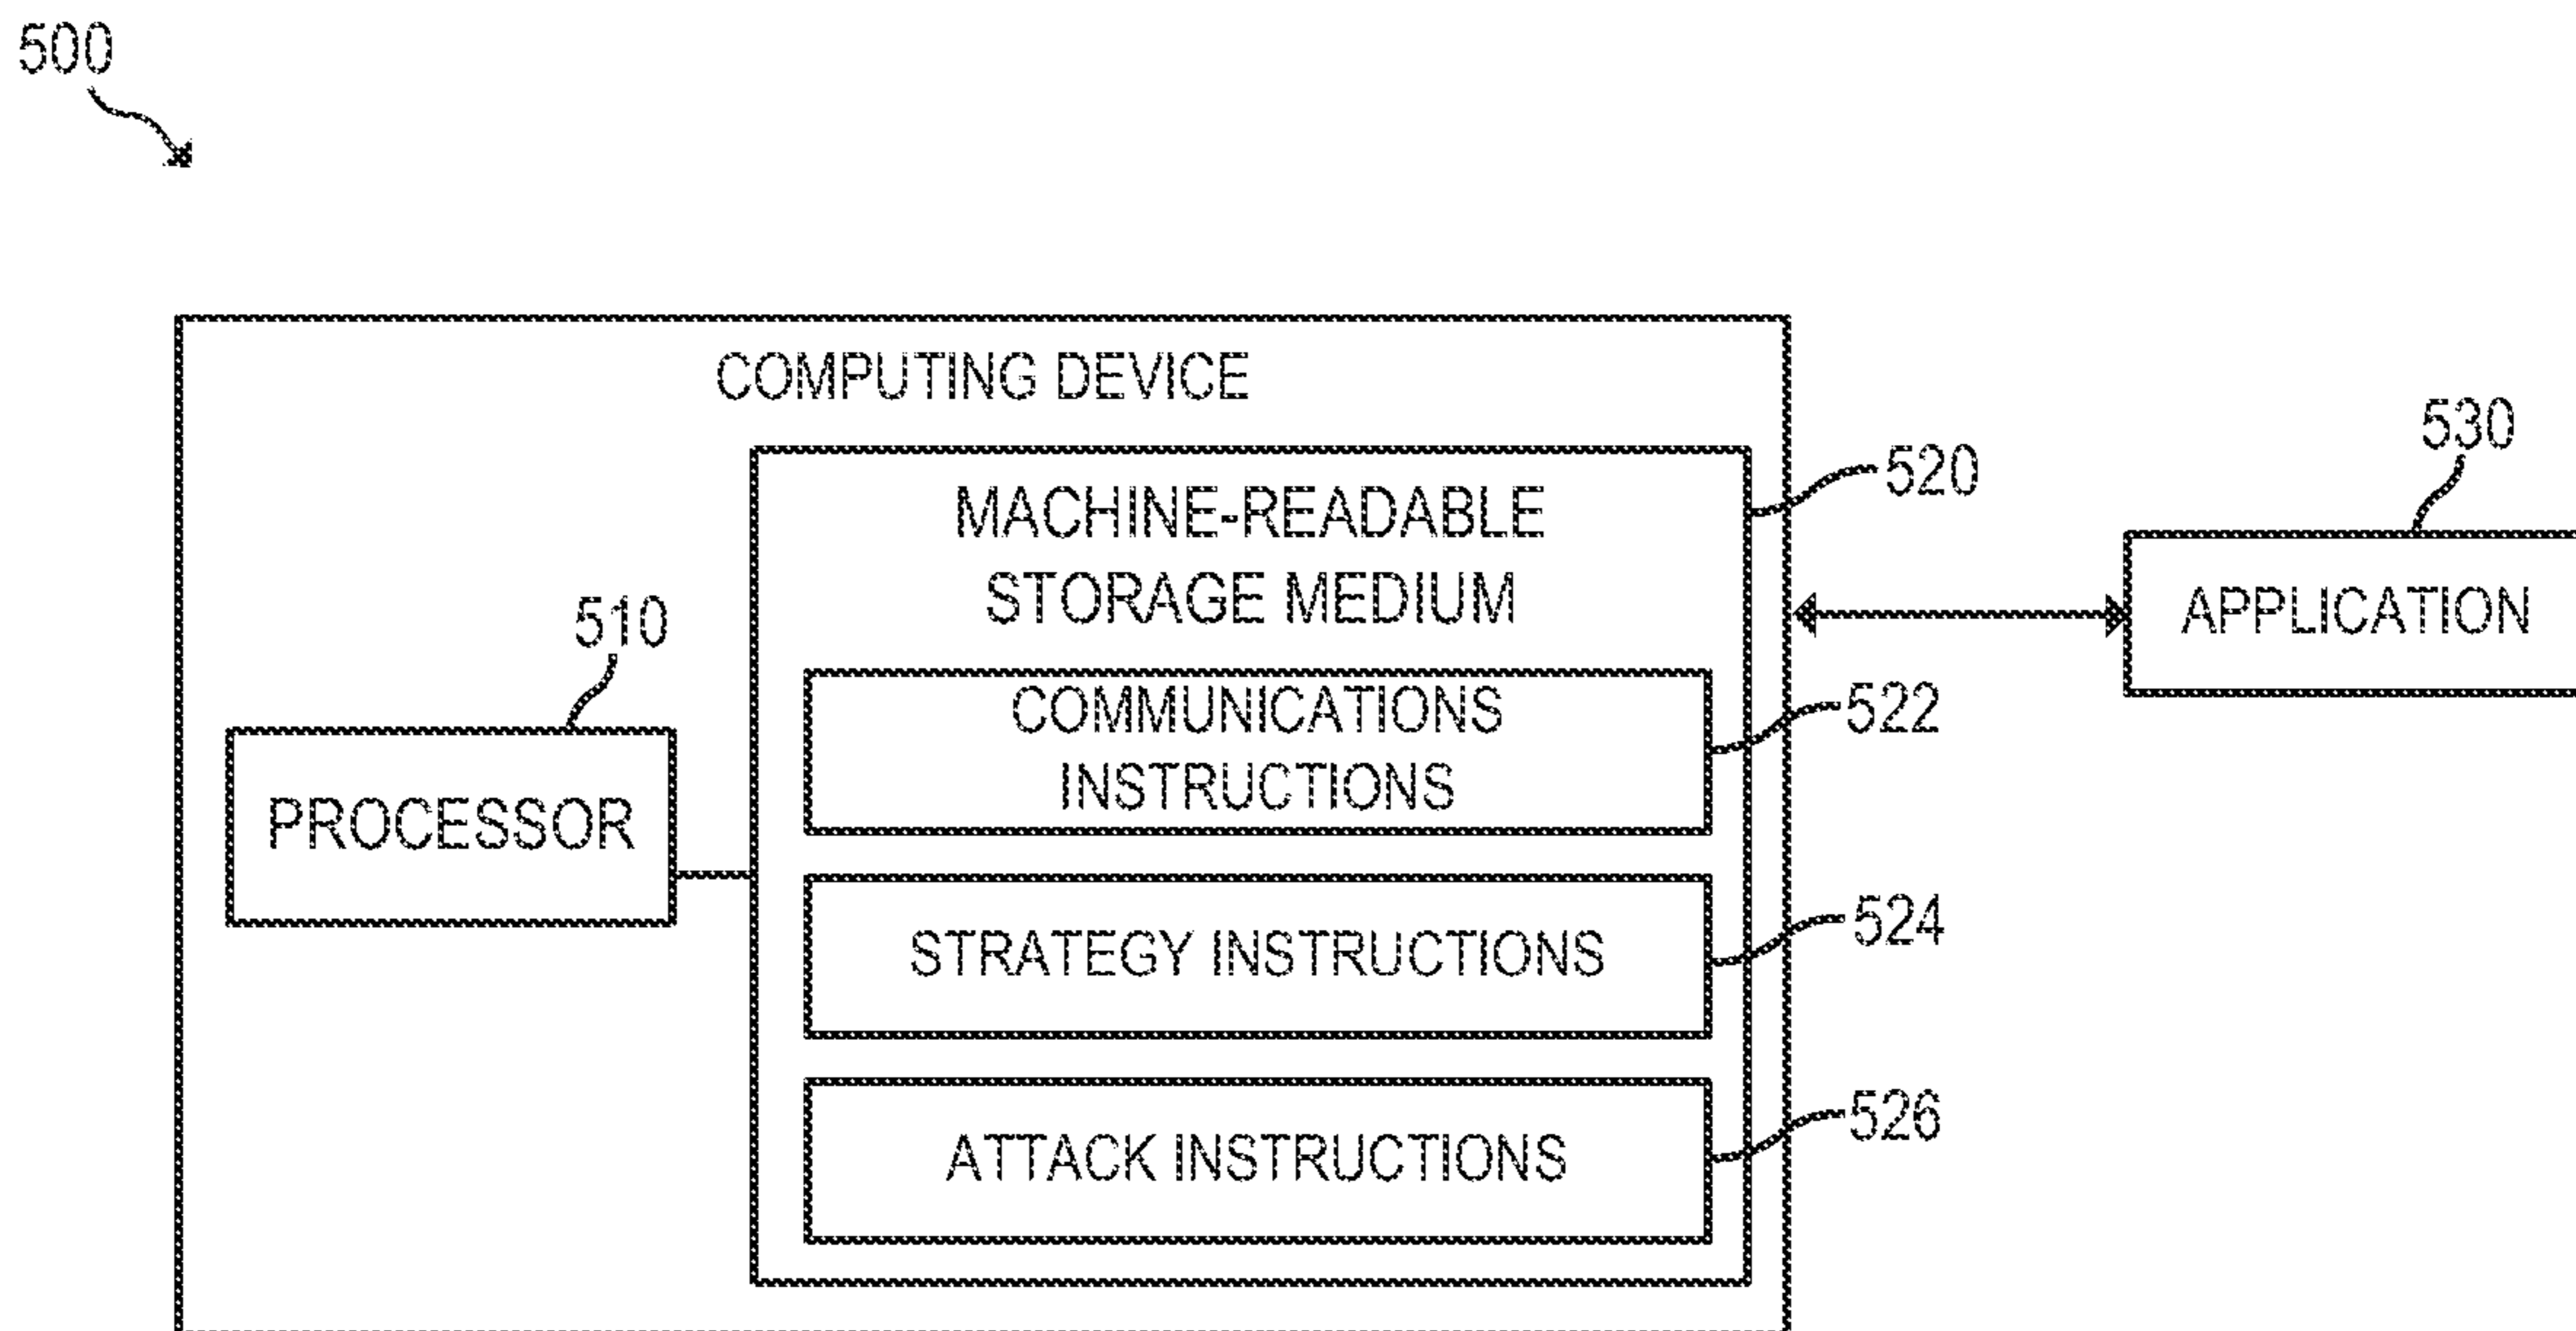 500
COMPUTING DEVICE
530
520
MACHINE-READABLE
STORAGE MEDIUM
APPLICATION
510
COMMUNICATIONS
INSTRUCTIONS
522
PROCESSOR
STRATEGY INSTRUCTIONS
524
ATTACK INSTRUCTIONS
526